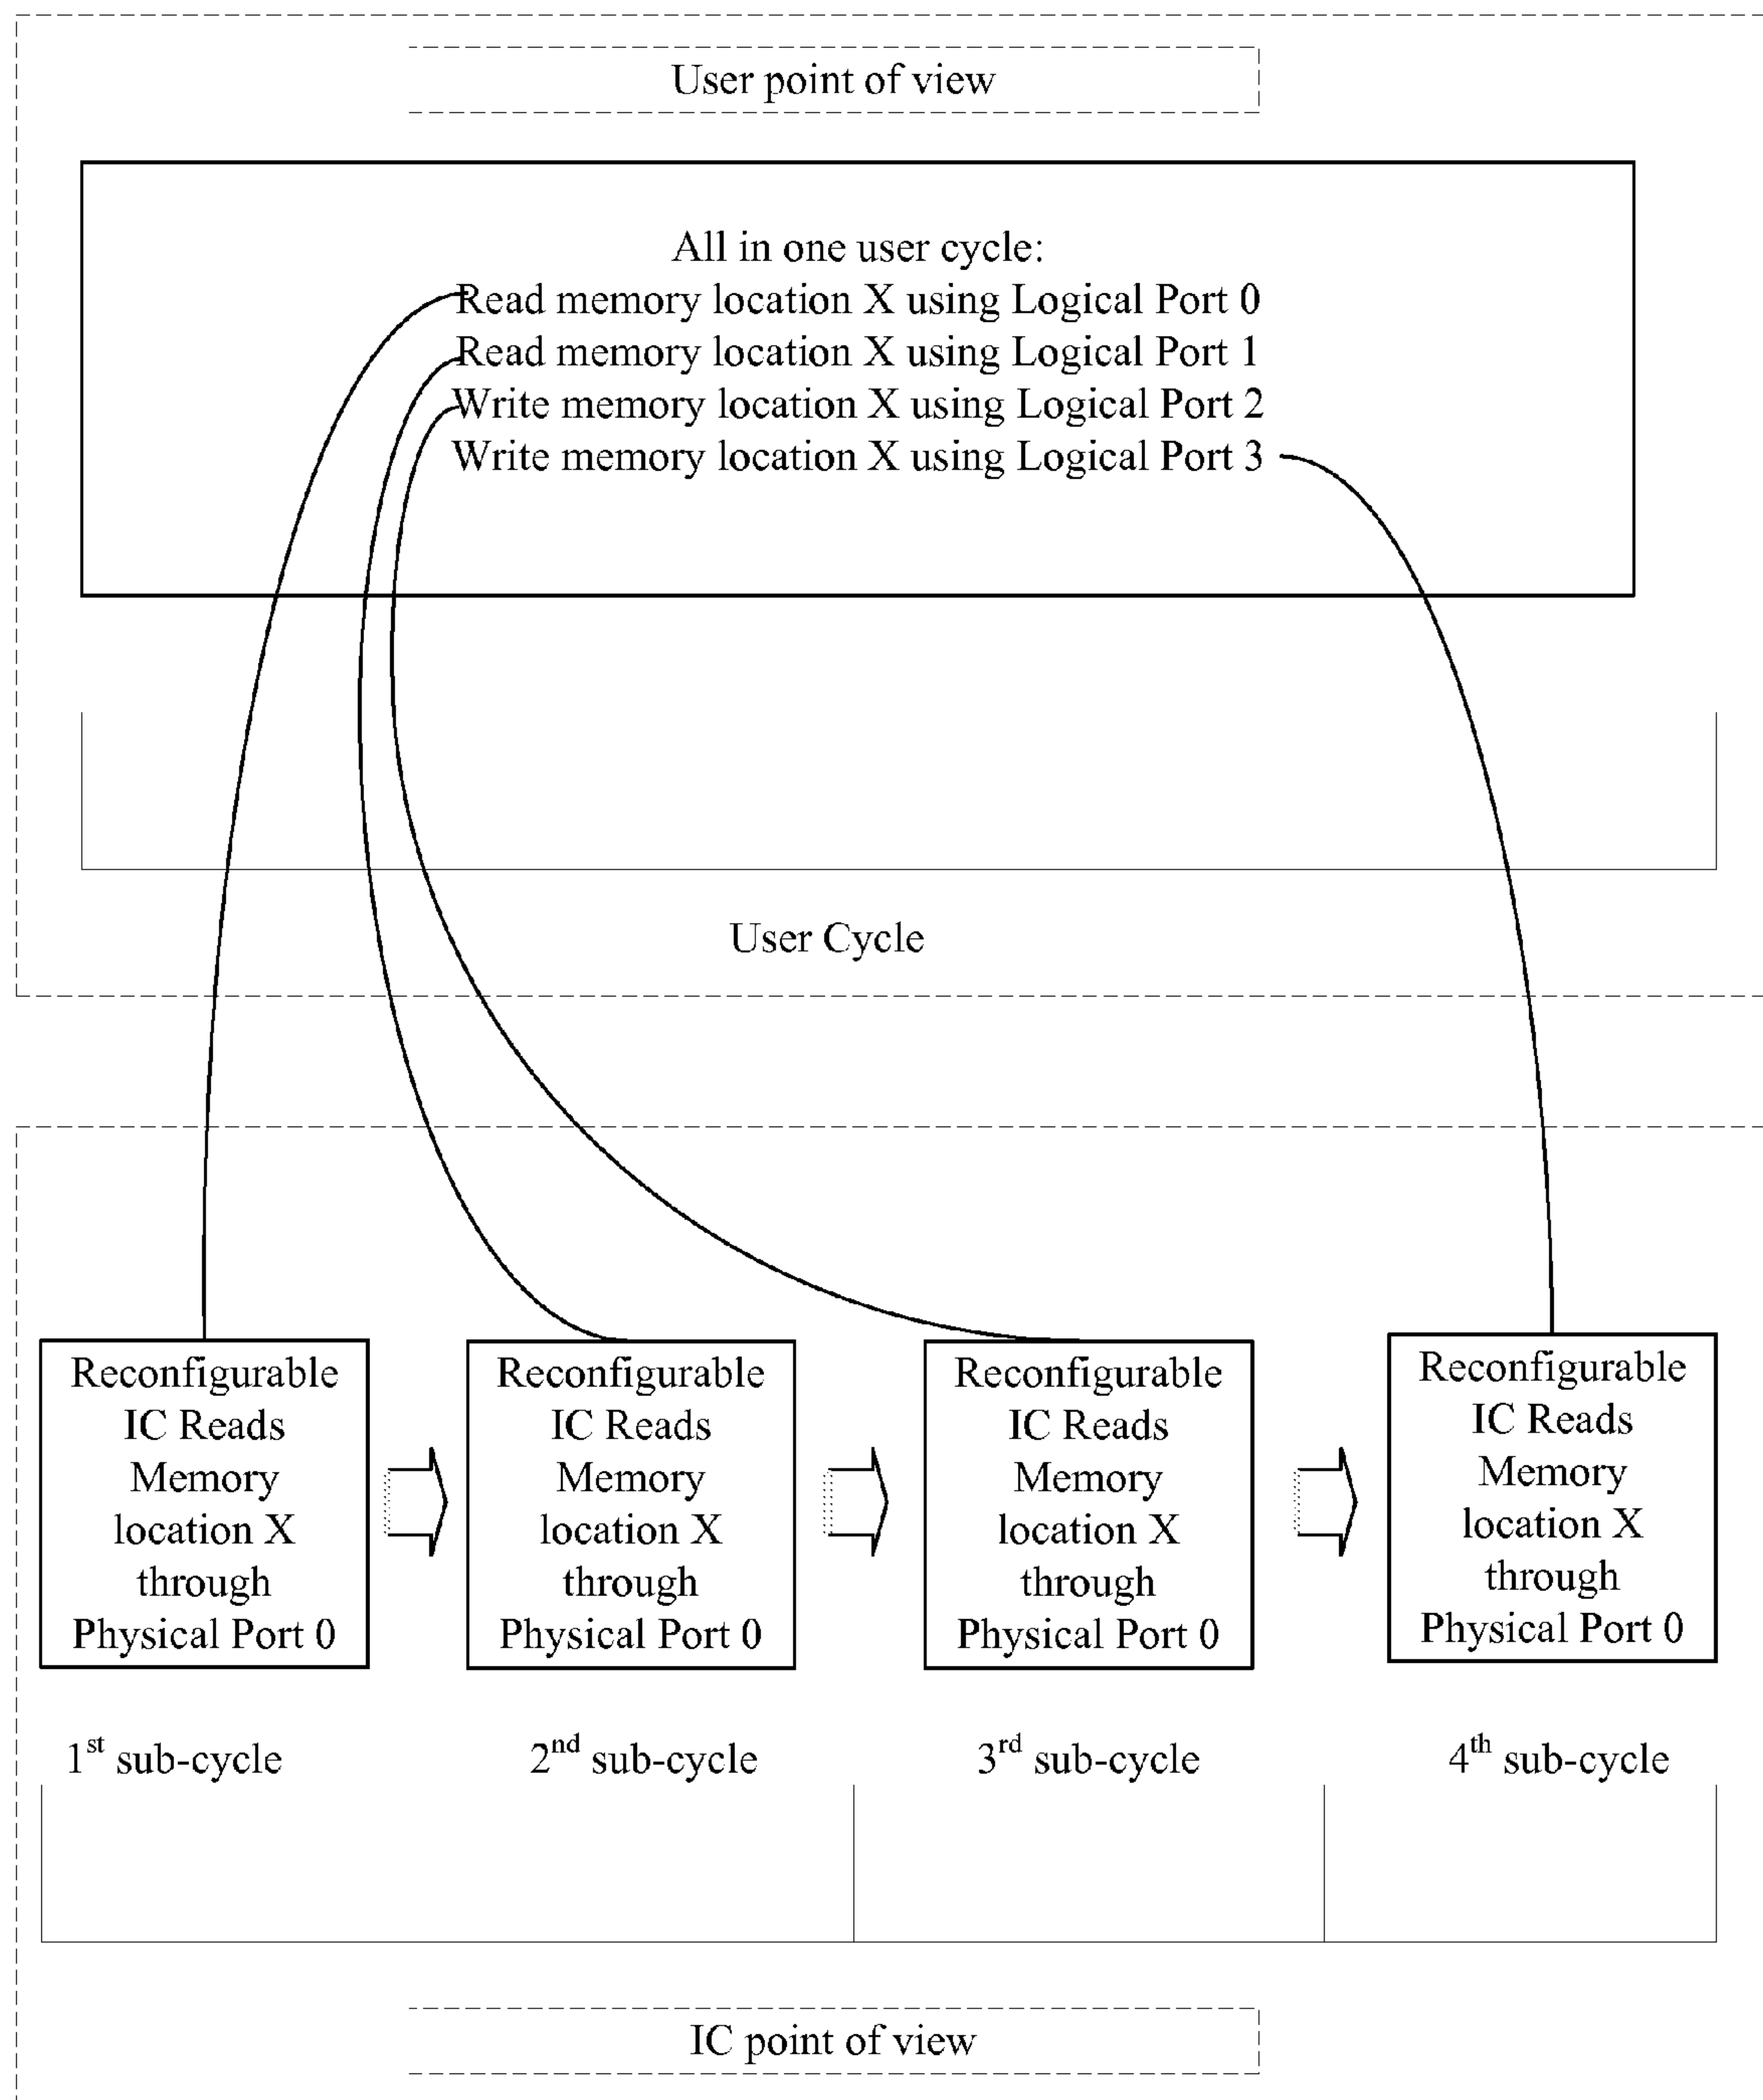 User point of view
All in one user cycle:
Read memory location X using Logical Port 0
Read memory location X using Logical Port 1
Write memory location X using Logical Port 2
Write memory location X using Logical Port 3
User Cycle
Reconfigurable
IC Reads
Memory
location X
through
Physical Port 0
Reconfigurable
IC Reads
Memory
location X
through
Physical Port 0
Reconfigurable
IC Reads
Memory
location X
through
Physical Port 0
Reconfigurable
IC Reads
Memory
location X
through
Physical Port 0
1st sub-cycle
2nd sub-cycle
3rd sub-cycle
4th sub-cycle
IC point of view